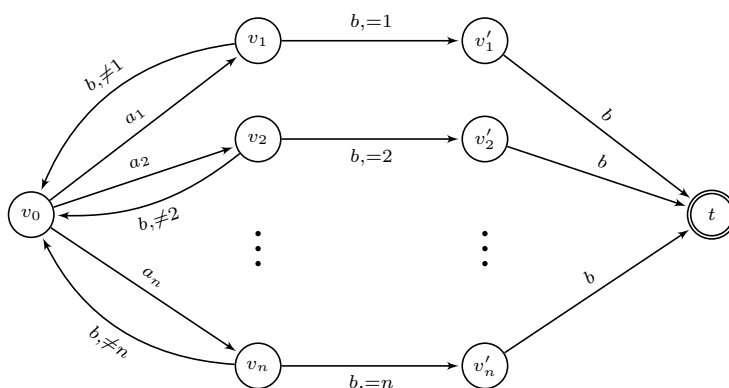 v₁
b,=1
v′₁
b,≠1
a₁
b
v₂
b,=2
v′₂
a₂
b
v₀
b,≠2
t
⋮
⋮
aₙ
b
b,≠n
vₙ
b,=n
v′ₙ